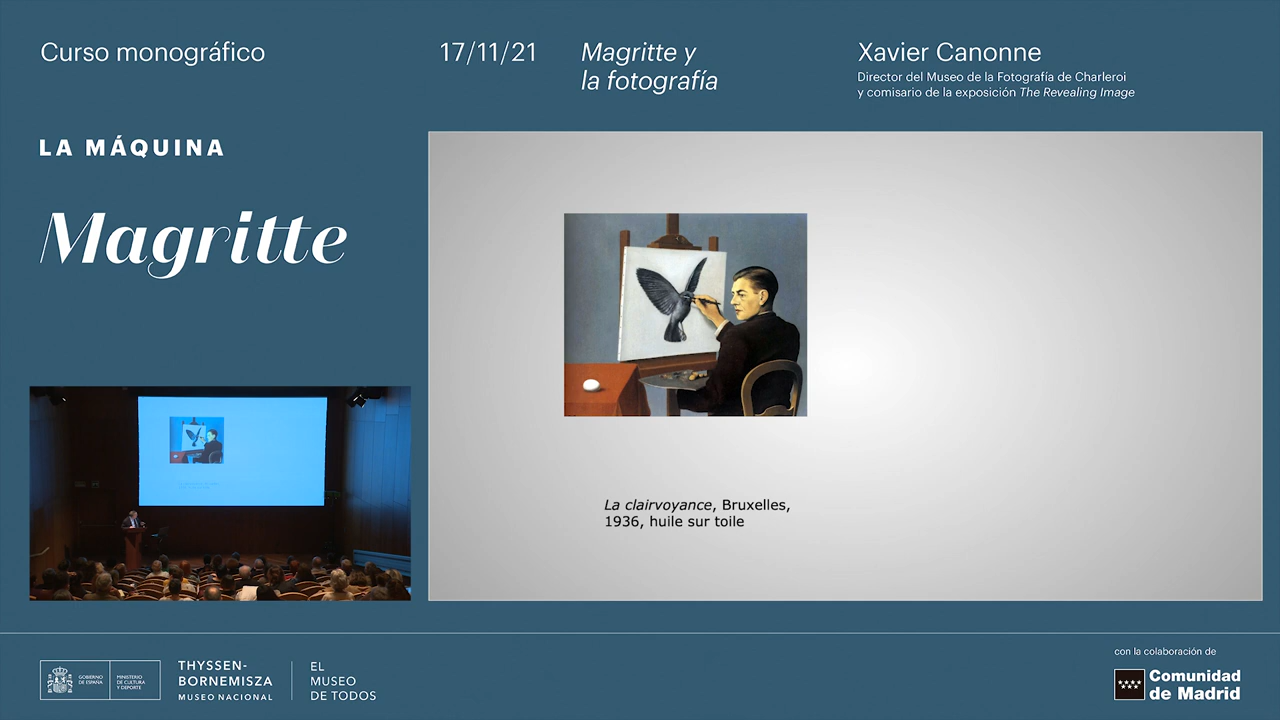 Curso monográfico
17/11/21
Magritte y
la fotografía
Xavier Canonne
Director del Museo de la Fotografía de Charleroi
y comisario de la exposición The Revealing Image
LA MÁQUINA
Magritte
La clairvoyance, Bruxelles,
1936, huile sur toile
GOBIERNO
DE ESPAÑA
MINISTERIO
DE CULTURA
Y DEPORTE
THYSSEN-
BORNEMISZA
MUSEO NACIONAL
EL
MUSEO
DE TODOS
con la colaboración de
Comunidad
de Madrid